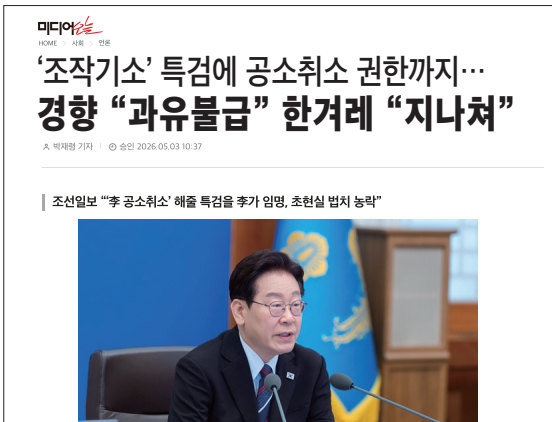 미디어오늘
HOME > 사회 > 언론
‘조작기소’ 특검에 공소취소 권한까지…
경향 “과유불급” 한겨레 “지나쳐”
박재령 기자 | 승인 2026.05.03 10:37
조선일보 “‘李 공소취소’ 해줄 특검을 李가 임명, 초현실 법치 농락”